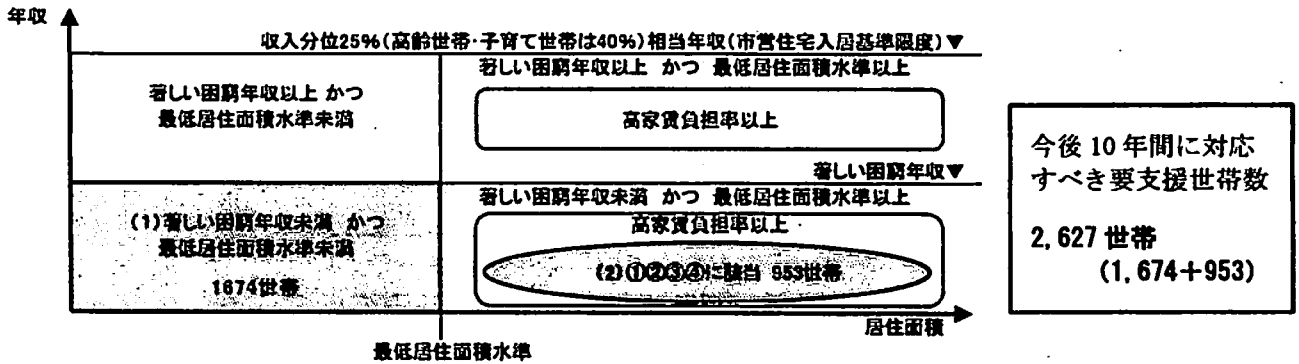 年収
収入分位25%(高齢世帯・子育て世帯は40%)相当年収(市営住宅入居基準限度)▼
著しい困窮年収以上 かつ
最低居住面積水準未満
著しい困窮年収以上 かつ 最低居住面積水準以上
高家賃負担率以上
著しい困窮年収▼
(1)著しい困窮年収未満 かつ
最低居住面積水準未満
1674世帯
著しい困窮年収未満 かつ 最低居住面積水準以上
高家賃負担率以上
(2)①②③④に該当 953世帯
居住面積
最低居住面積水準
今後10年間に対応
すべき要支援世帯数
2,627世帯
(1,674+953)